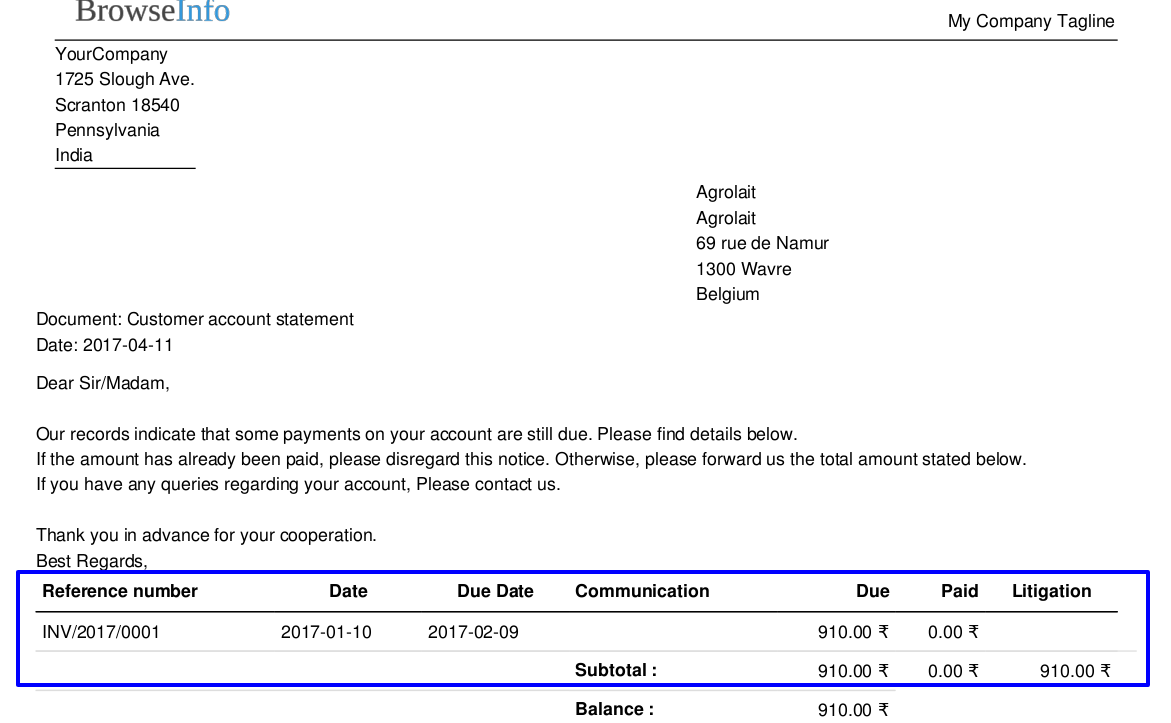 BrowseInfo
My Company Tagline
YourCompany
1725 Slough Ave.
Scranton 18540
Pennsylvania
India
Agrolait
Agrolait
69 rue de Namur
1300 Wavre
Belgium
Document: Customer account statement
Date: 2017-04-11
Dear Sir/Madam,
Our records indicate that some payments on your account are still due. Please find details below.
If the amount has already been paid, please disregard this notice. Otherwise, please forward us the total amount stated below.
If you have any queries regarding your account, Please contact us.
Thank you in advance for your cooperation.
Best Regards,
Reference number Date Due Date Communication Due Paid Litigation
INV/2017/0001 2017-01-10 2017-02-09 910.00 ₹ 0.00 ₹
Subtotal : 910.00 ₹ 0.00 ₹ 910.00 ₹
Balance : 910.00 ₹